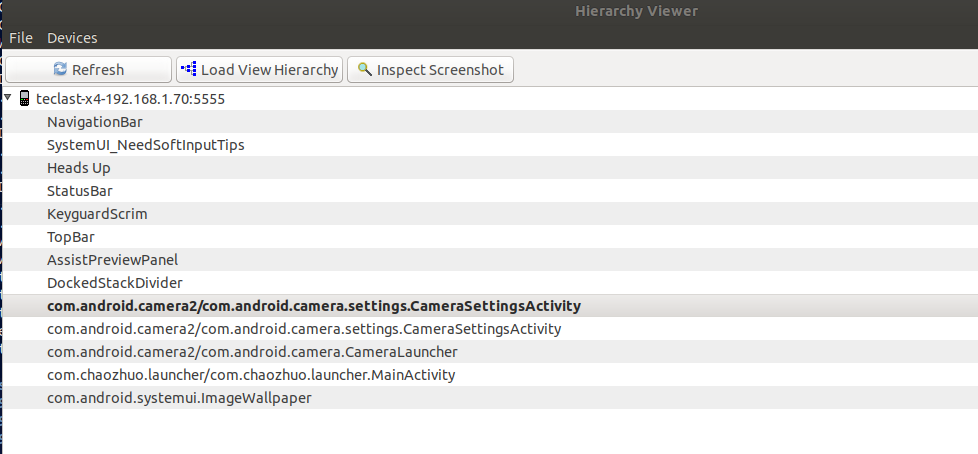 Hierarchy Viewer
File Devices
Refresh Load View Hierarchy Inspect Screenshot
teclast-x4-192.168.1.70:5555
NavigationBar
SystemUI_NeedSoftInputTips
Heads Up
StatusBar
KeyguardScrim
TopBar
AssistPreviewPanel
DockedStackDivider
com.android.camera2/com.android.camera.settings.CameraSettingsActivity
com.android.camera2/com.android.camera.settings.CameraSettingsActivity
com.android.camera2/com.android.camera.CameraLauncher
com.chaozhuo.launcher/com.chaozhuo.launcher.MainActivity
com.android.systemui.ImageWallpaper